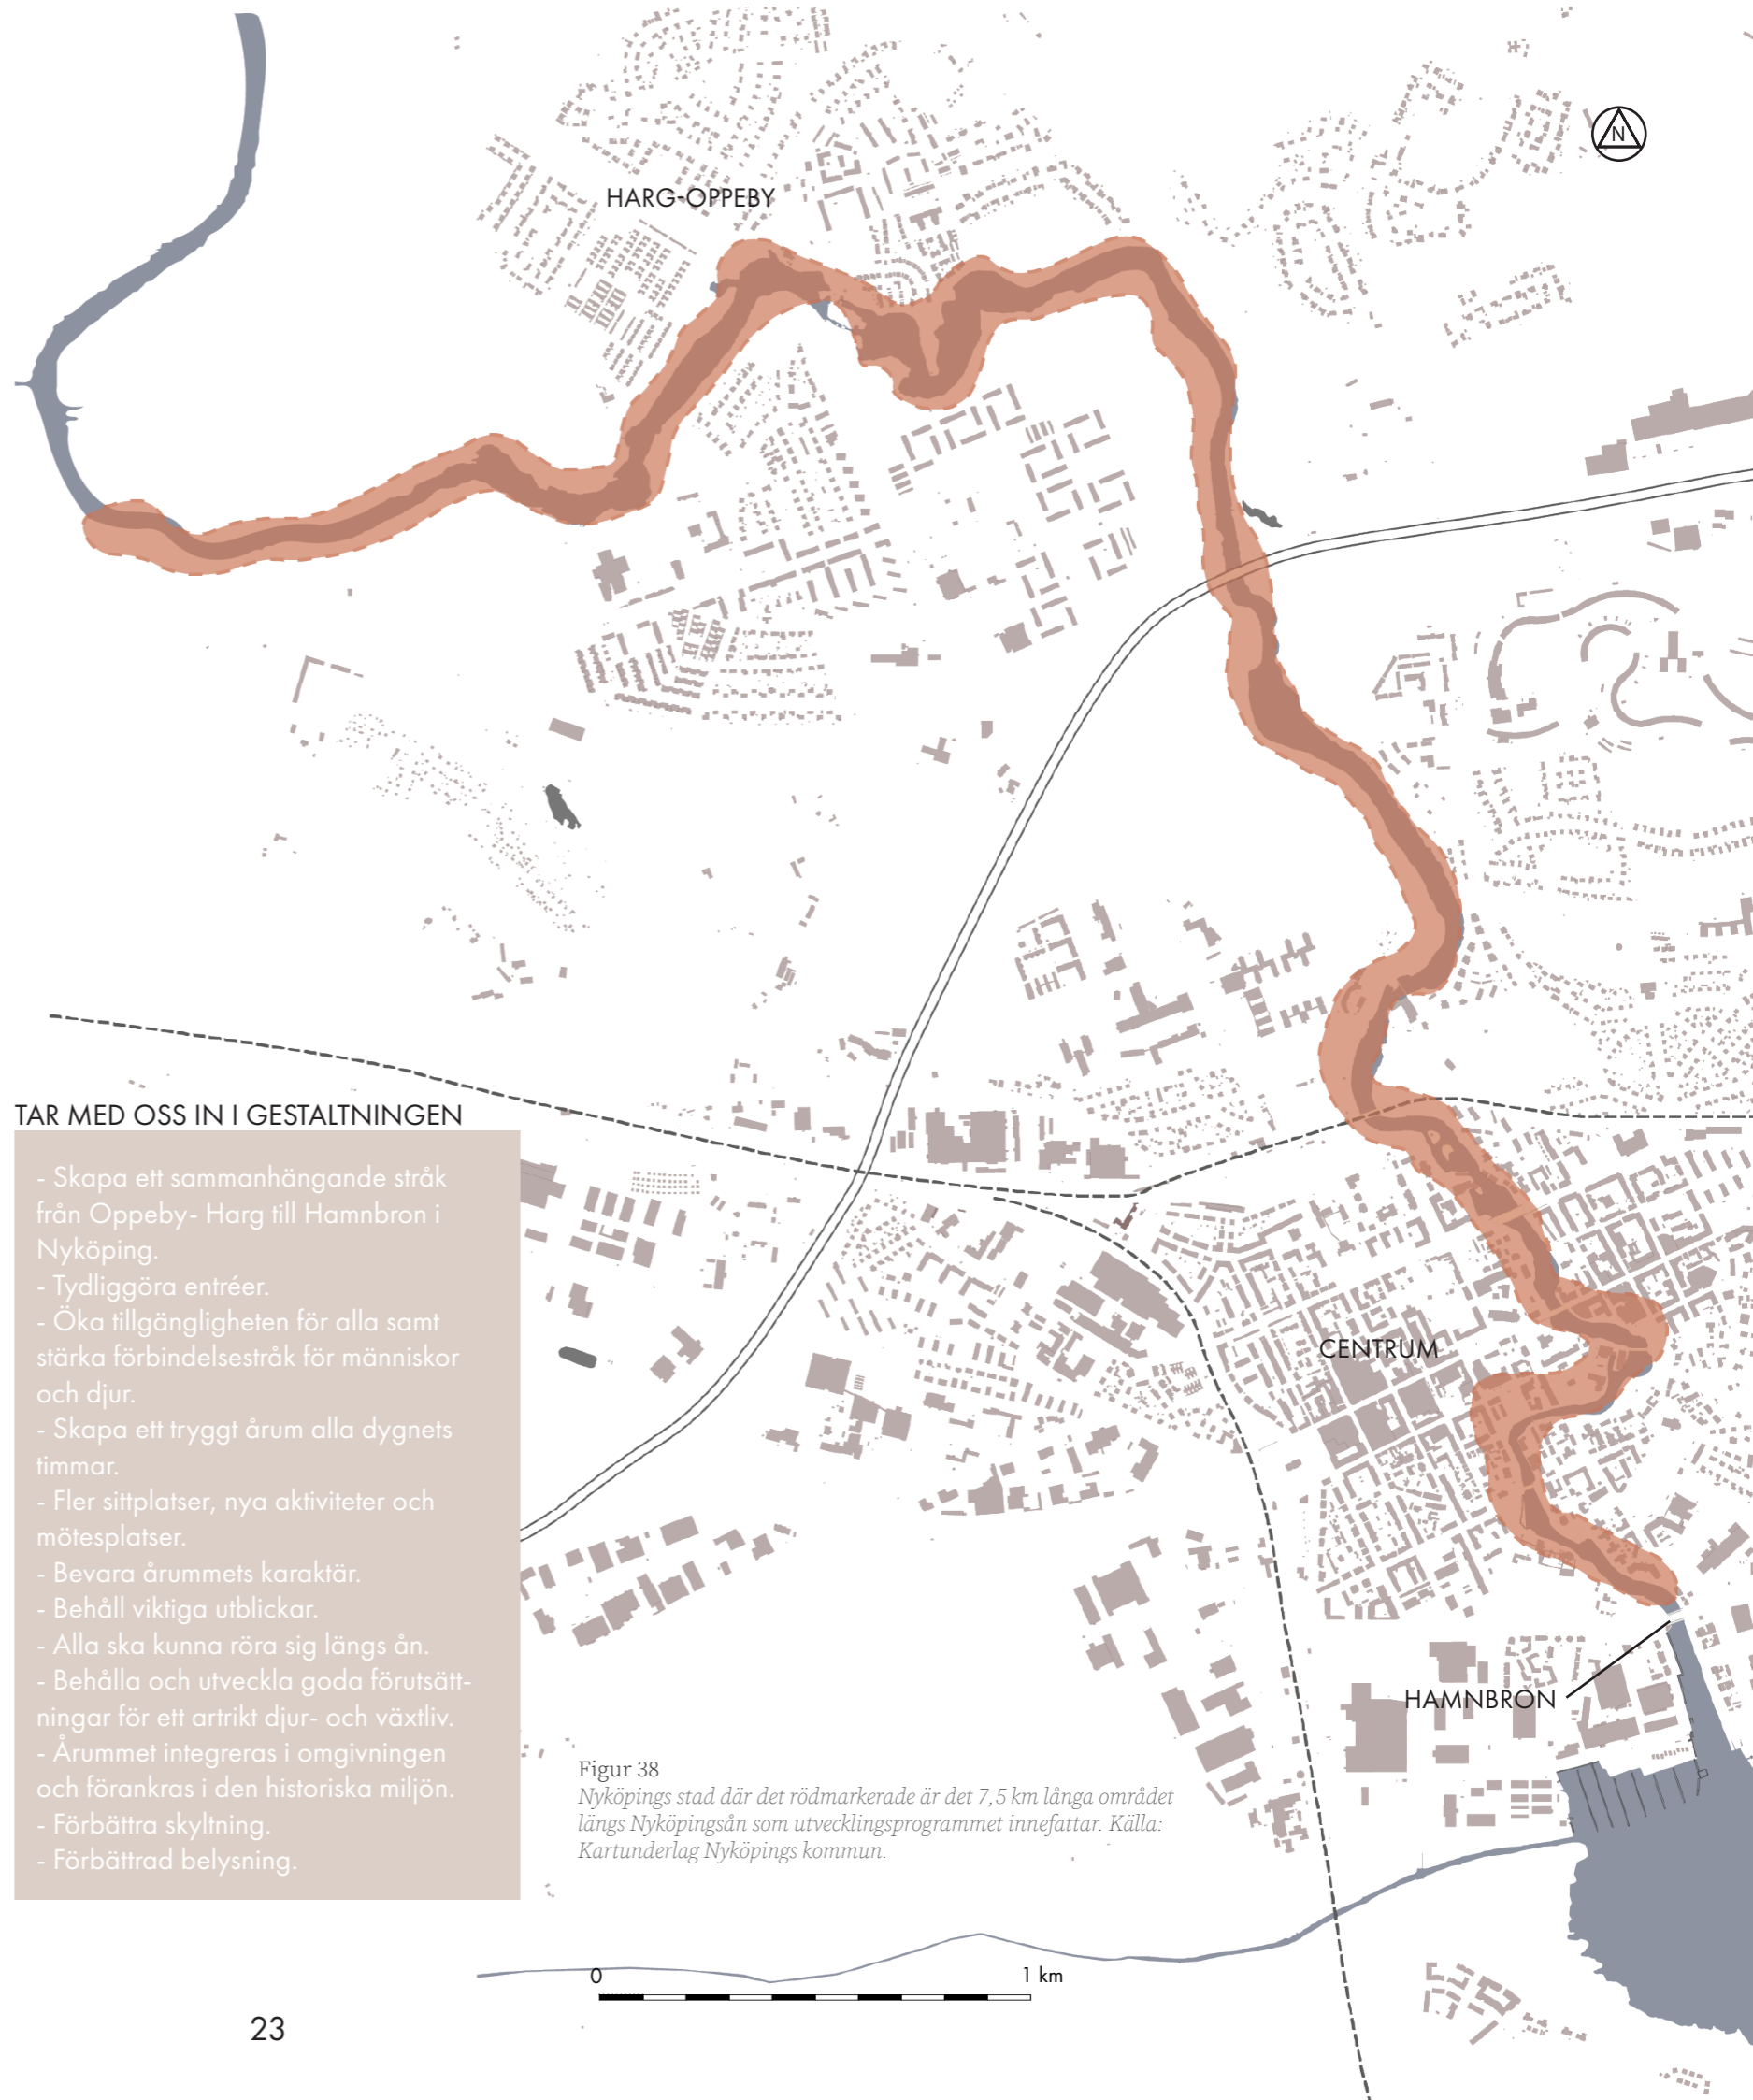 N
HARG-OPPEBY
TAR MED OSS IN I GESTALTNINGEN
- Skapa ett sammanhängande stråk
från Oppeby- Harg till Hamnbron i
Nyköping.
- Tydliggöra entréer.
- Öka tillgängligheten för alla samt
stärka förbindelsestråk för människor
och djur.
- Skapa ett tryggt årum alla dygnets
timmar.
- Fler sittplatser, nya aktiviteter och
mötesplatser.
- Bevara årummets karaktär.
- Behåll viktiga utblickar.
- Alla ska kunna röra sig längs ån.
- Behålla och utveckla goda förutsätt-
ningar för ett artrikt djur- och växtliv.
- Årummet integreras i omgivningen
och förankras i den historiska miljön.
- Förbättra skyltning.
- Förbättrad belysning.
CENTRUM
HAMNBRON
Figur 38
Nyköpings stad där det rödmarkerade är det 7,5 km långa området
längs Nyköpingsån som utvecklingsprogrammet innefattar. Källa:
Kartunderlag Nyköpings kommun.
0 1 km
23